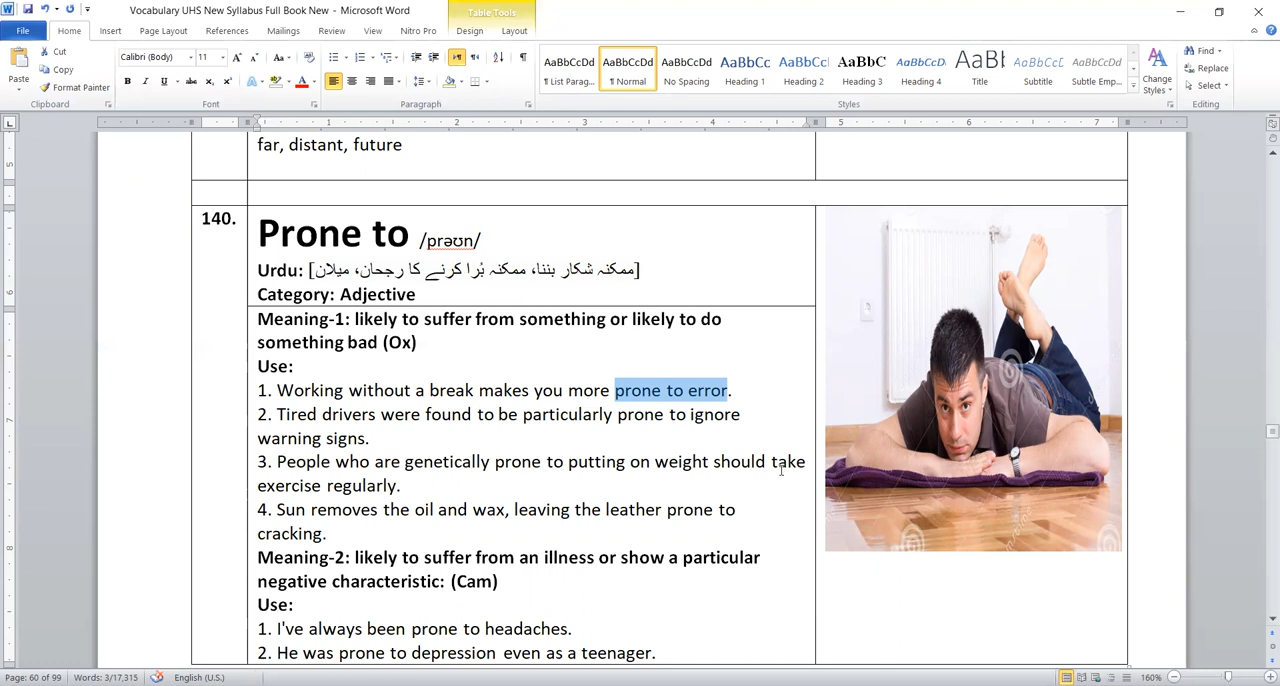 Vocabulary UHS New Syllabus Full Book New - Microsoft Word
Table Tools
File Home Insert Page Layout References Mailings Review View Nitro Pro Design Layout
Paste
Cut
Copy
Format Painter
Clipboard
Calibri (Body) 11
Font
Paragraph
AaBbCcDd AaBbCcDd AaBbCcDd AaBbC AaBbCc AaBbC AaBbCcD AaB AaBbCcL AaBbCcDd
¶ List Parag... ¶ Normal No Spacing Heading 1 Heading 2 Heading 3 Heading 4 Title Subtitle Subtle Emp...
Styles
Change Styles
Find
Replace
Select
Editing
1 2 3 4 5 6 7
far, distant, future
140.
Prone to /prəʊn/
Urdu: [ممکنہ شکار بننا، ممکنہ بُرا کرنے کا رجحان، میلان]
Category: Adjective
Meaning-1: likely to suffer from something or likely to do
something bad (Ox)
Use:
1. Working without a break makes you more prone to error.
2. Tired drivers were found to be particularly prone to ignore
warning signs.
3. People who are genetically prone to putting on weight should take
exercise regularly.
4. Sun removes the oil and wax, leaving the leather prone to
cracking.
Meaning-2: likely to suffer from an illness or show a particular
negative characteristic: (Cam)
Use:
1. I've always been prone to headaches.
2. He was prone to depression even as a teenager.
Page: 60 of 99 Words: 3/17,315 English (U.S.) 160%